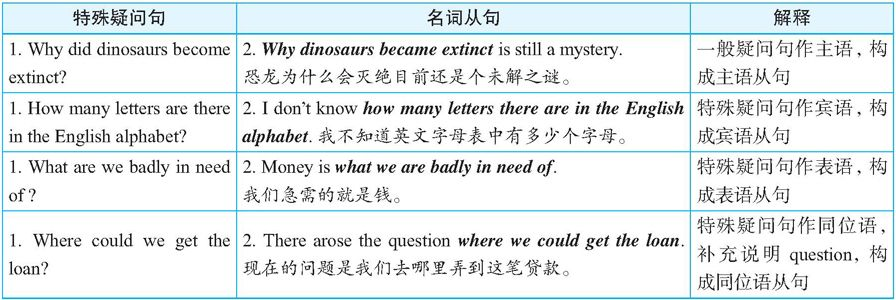 特殊疑问句 名词从句 解释
1. Why did dinosaurs become
extinct?
2. Why dinosaurs became extinct is still a mystery.
恐龙为什么会灭绝目前还是个未解之谜。
一般疑问句作主语，构
成主语从句
1. How many letters are there
in the English alphabet?
2. I don't know how many letters there are in the English
alphabet. 我不知道英文字母表中有多少个字母。
特殊疑问句作宾语，构
成宾语从句
1. What are we badly in need
of ?
2. Money is what we are badly in need of.
我们急需的就是钱。
特殊疑问句作表语，构
成表语从句
1. Where could we get the
loan?
2. There arose the question where we could get the loan.
现在的问题是我们去哪里弄到这笔贷款。
特殊疑问句作同位语，
补充说明 question, 构
成同位语从句